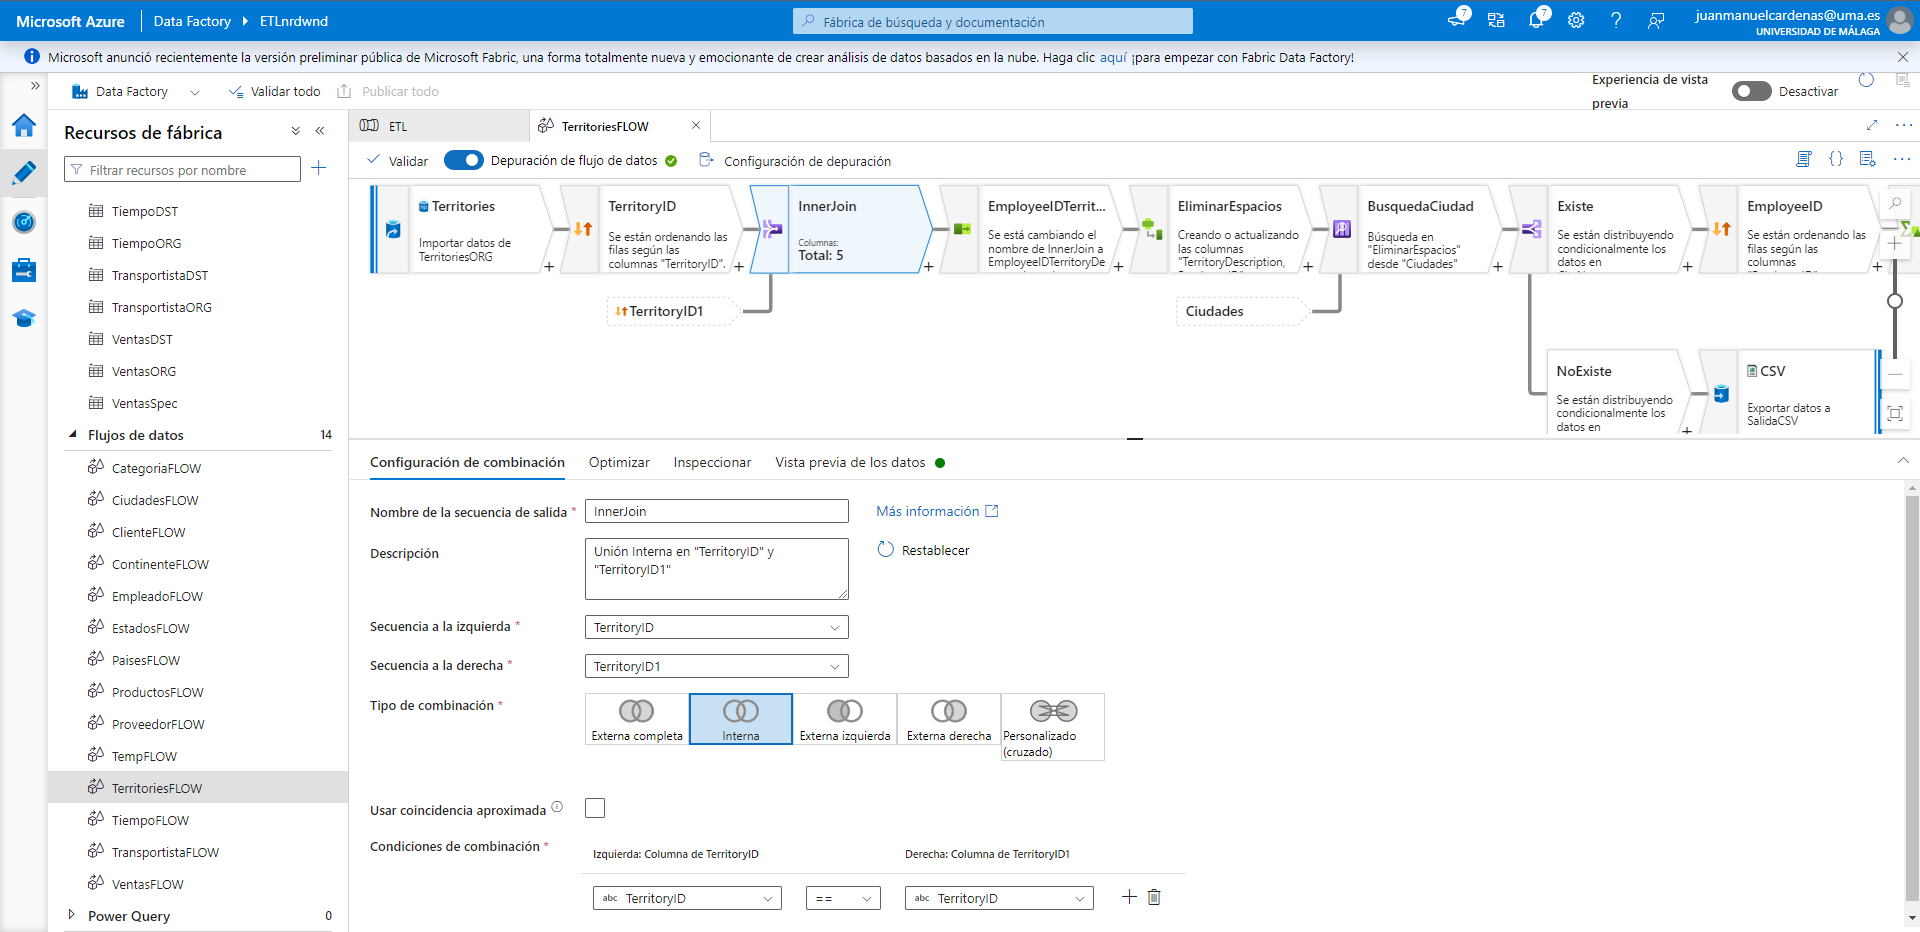 Microsoft Azure
Data Factory
ETLnrdwnd
Fábrica de búsqueda y documentación
7
7
juanmanuelcardenas@uma.es
UNIVERSIDAD DE MÁLAGA
Microsoft anunció recientemente la versión preliminar pública de Microsoft Fabric, una forma totalmente nueva y emocionante de crear análisis de datos basados en la nube. Haga clic aquí ¡para empezar con Fabric Data Factory!
Data Factory
Validar todo
Publicar todo
Experiencia de vista
previa
Desactivar
Recursos de fábrica
Filtrar recursos por nombre
TiempoDST
TiempoORG
TransportistaDST
TransportistaORG
VentasDST
VentasORG
VentasSpec
Flujos de datos
14
CategoriaFLOW
CiudadesFLOW
ClienteFLOW
ContinenteFLOW
EmpleadoFLOW
EstadosFLOW
PaisesFLOW
ProductosFLOW
ProveedorFLOW
TempFLOW
TerritoriesFLOW
TiempoFLOW
TransportistaFLOW
VentasFLOW
Power Query
0
ETL
TerritoriesFLOW
Validar
Depuración de flujo de datos
Configuración de depuración
Territories
Importar datos de
TerritoriesORG
TerritoryID
Se están ordenando las
filas según las
columnas "TerritoryID".
InnerJoin
Columnas:
Total: 5
EmployeeIDTerrit...
Se está cambiando el
nombre de InnerJoin a
EmployeeIDTerritoryDe
EliminarEspacios
Creando o actualizando
las columnas
"TerritoryDescription,
BusquedaCiudad
Búsqueda en
"EliminarEspacios"
desde "Ciudades"
Existe
Se están distribuyendo
condicionalmente los
datos en
EmployeeID
Se están ordenando las
filas según las
columnas
TerritoryID1
Ciudades
NoExiste
Se están distribuyendo
condicionalmente los
datos en
CSV
Exportar datos a
SalidaCSV
Configuración de combinación
Optimizar
Inspeccionar
Vista previa de los datos
Nombre de la secuencia de salida *
InnerJoin
Más información
Descripción
Unión Interna en "TerritoryID" y
"TerritoryID1"
Restablecer
Secuencia a la izquierda *
TerritoryID
Secuencia a la derecha *
TerritoryID1
Tipo de combinación *
Externa completa
Interna
Externa izquierda
Externa derecha
Personalizado
(cruzado)
Usar coincidencia aproximada
Condiciones de combinación *
Izquierda: Columna de TerritoryID
Derecha: Columna de TerritoryID1
abc TerritoryID
==
abc TerritoryID